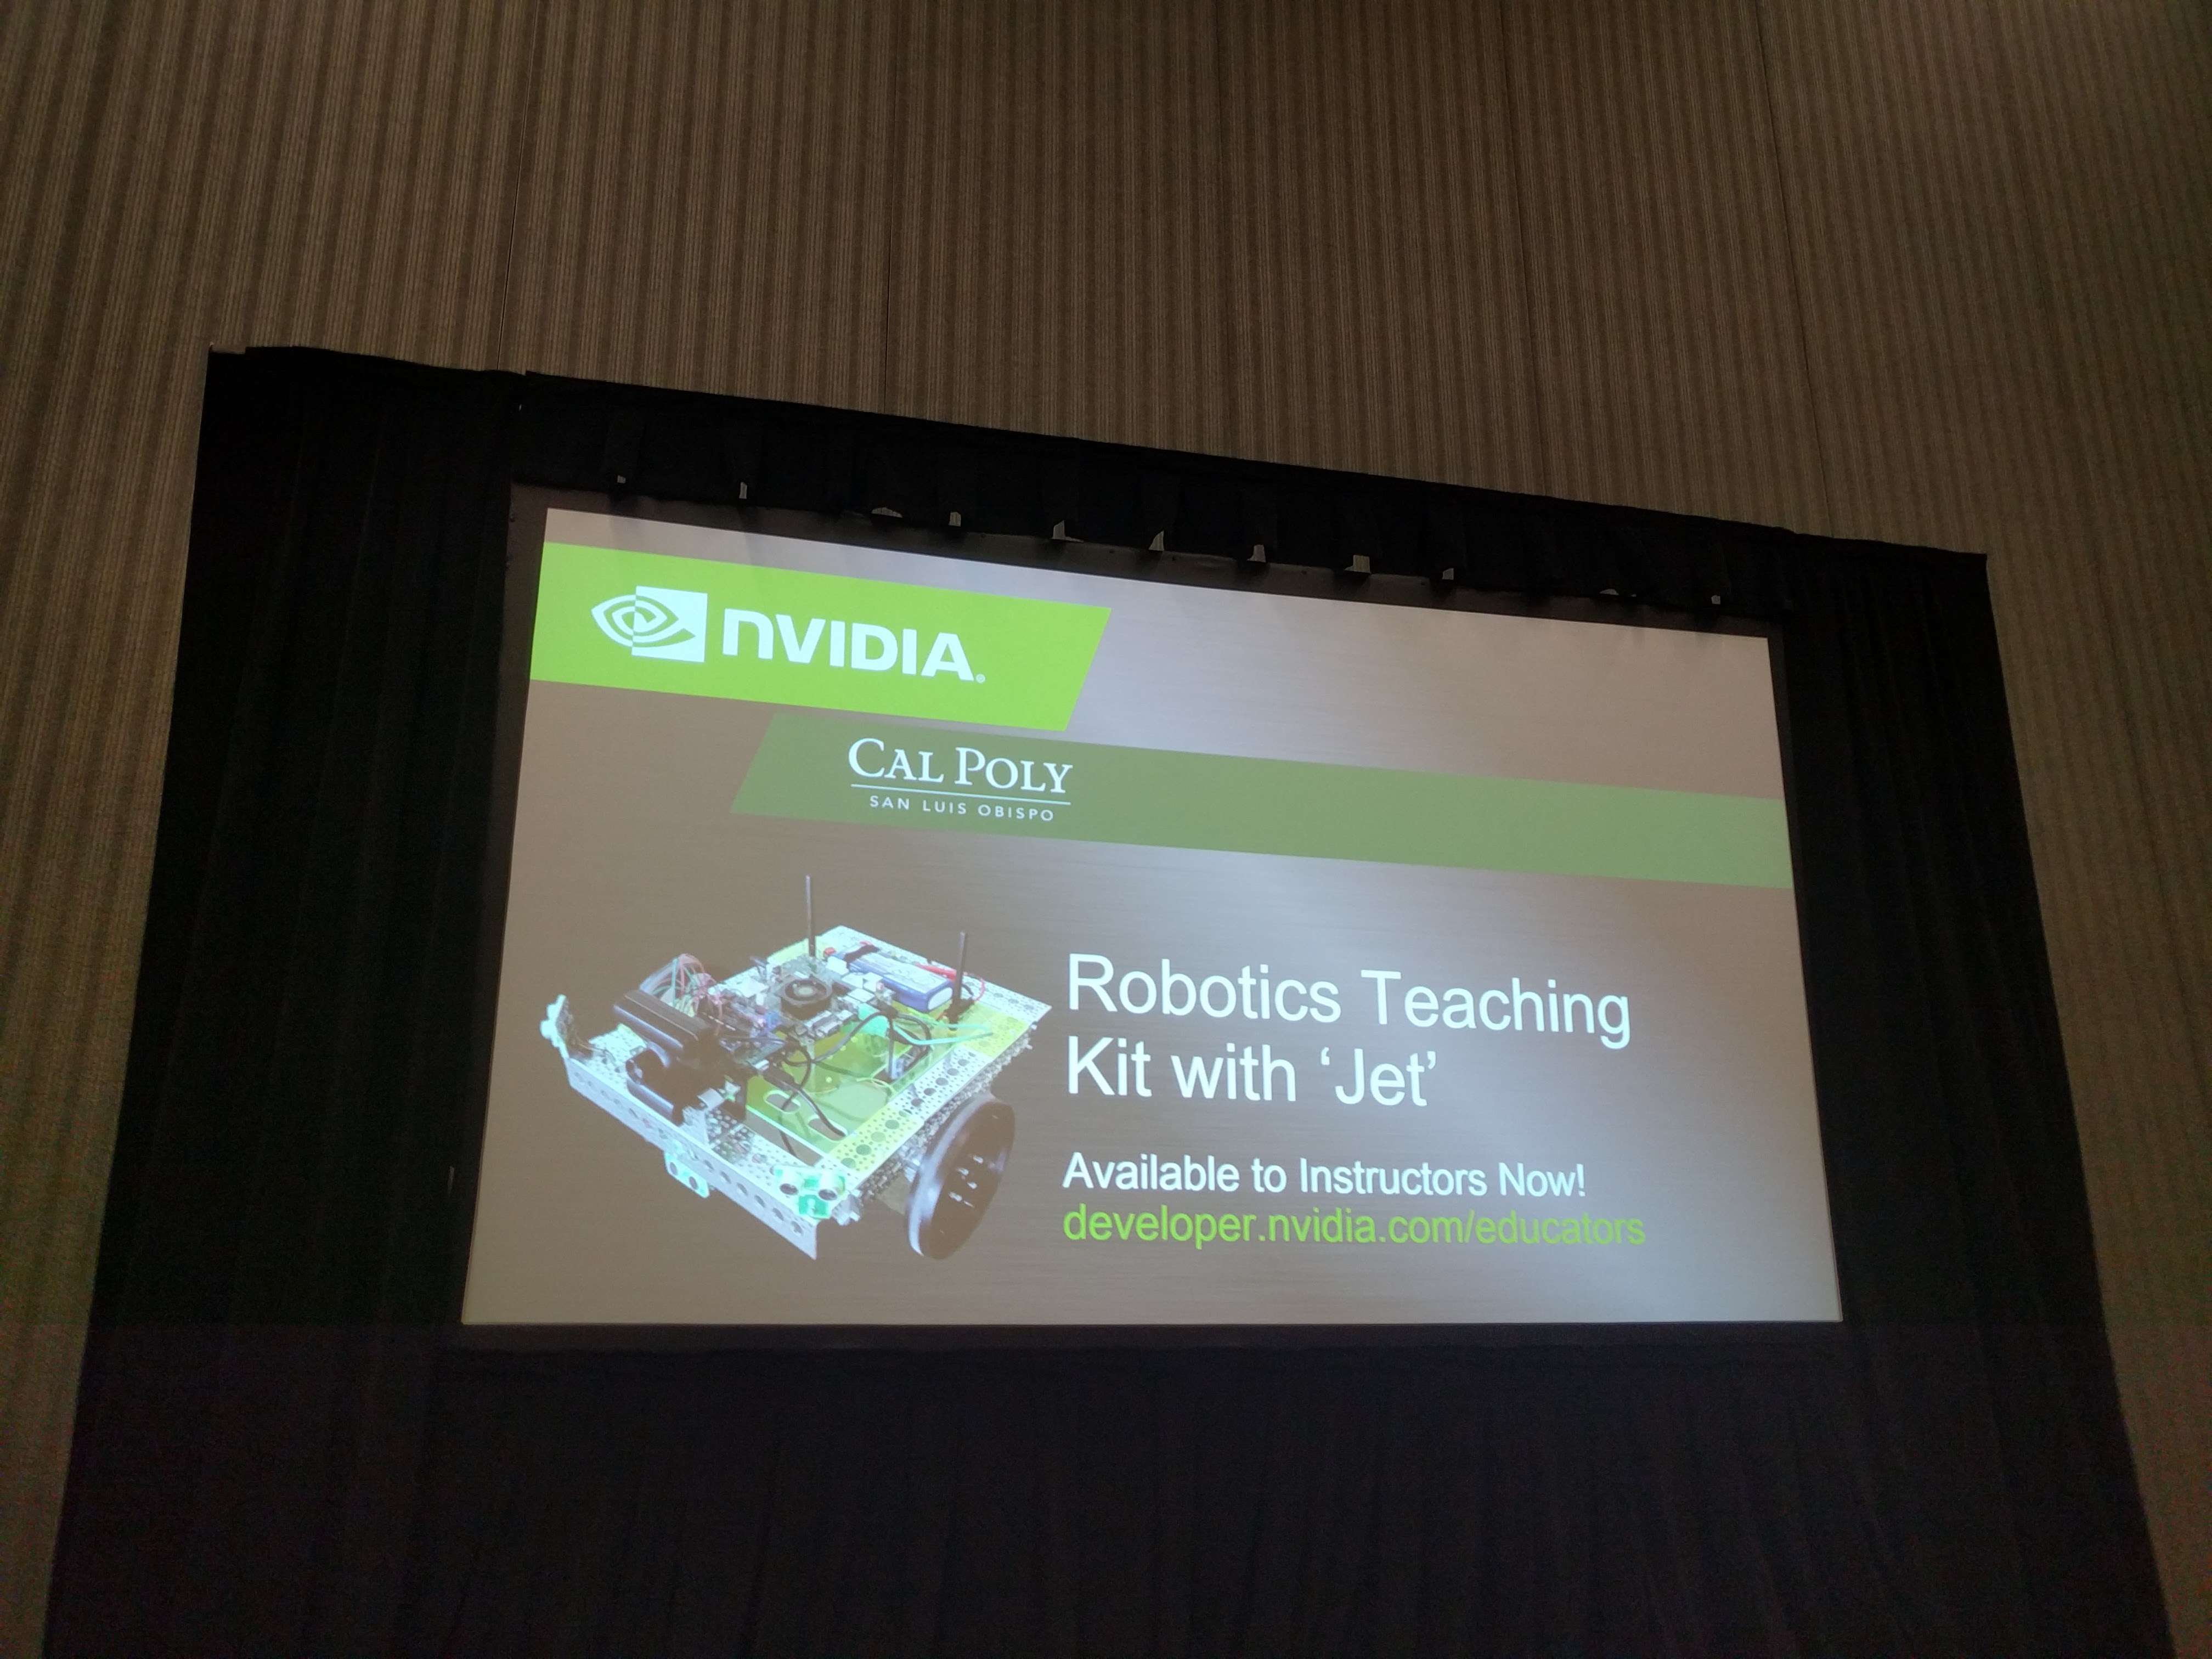 NVIDIA.
CAL POLY
SAN LUIS OBISPO
Robotics Teaching
Kit with ‘Jet’
Available to Instructors Now!
developer.nvidia.com/educators